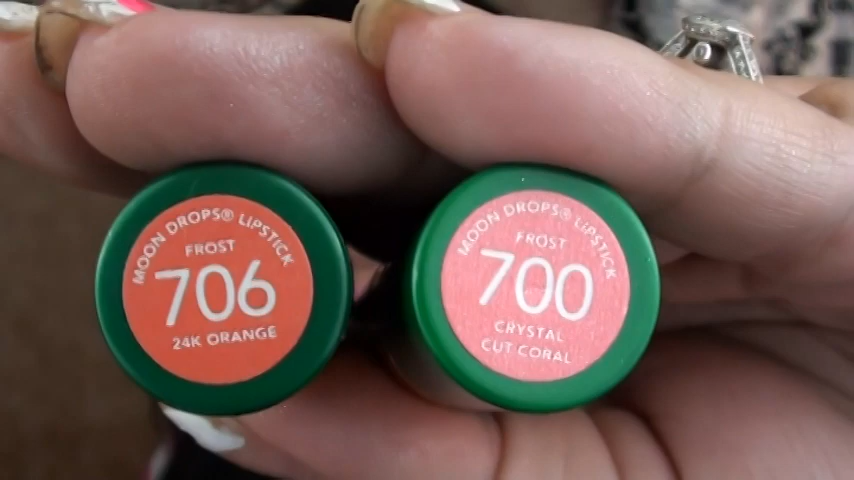 MOON DROPS® LIPSTICK
FROST
706
24K ORANGE
MOON DROPS® LIPSTICK
FROST
700
CRYSTAL
CUT CORAL